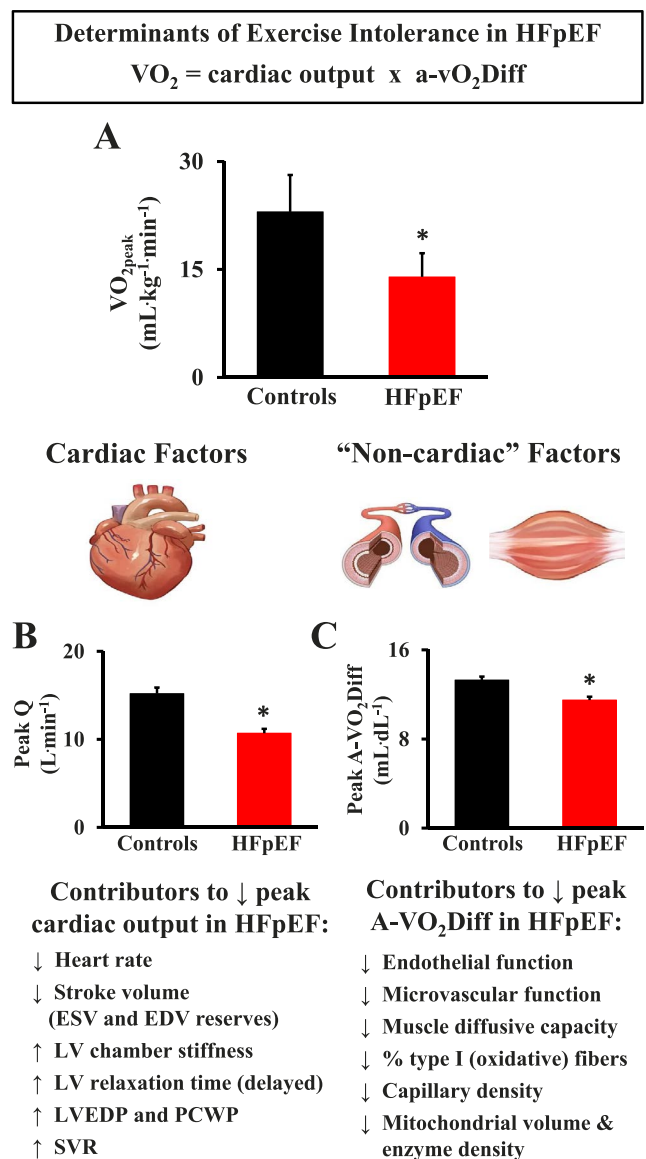 Determinants of Exercise Intolerance in HFpEF
VO₂ = cardiac output x a-vO₂Diff
A
VO₂peak
(mL·kg⁻¹·min⁻¹)
30
15
0
*
Controls
HFpEF
Cardiac Factors
“Non-cardiac” Factors
B
Peak Q
(L·min⁻¹)
20
10
0
*
Controls
HFpEF
C
Peak A-VO₂Diff
(mL·dL⁻¹)
16
8
0
*
Controls
HFpEF
Contributors to ↓ peak
cardiac output in HFpEF:
↓ Heart rate
↓ Stroke volume
(ESV and EDV reserves)
↑ LV chamber stiffness
↑ LV relaxation time (delayed)
↑ LVEDP and PCWP
↑ SVR
Contributors to ↓ peak
A-VO₂Diff in HFpEF:
↓ Endothelial function
↓ Microvascular function
↓ Muscle diffusive capacity
↓ % type I (oxidative) fibers
↓ Capillary density
↓ Mitochondrial volume &
enzyme density